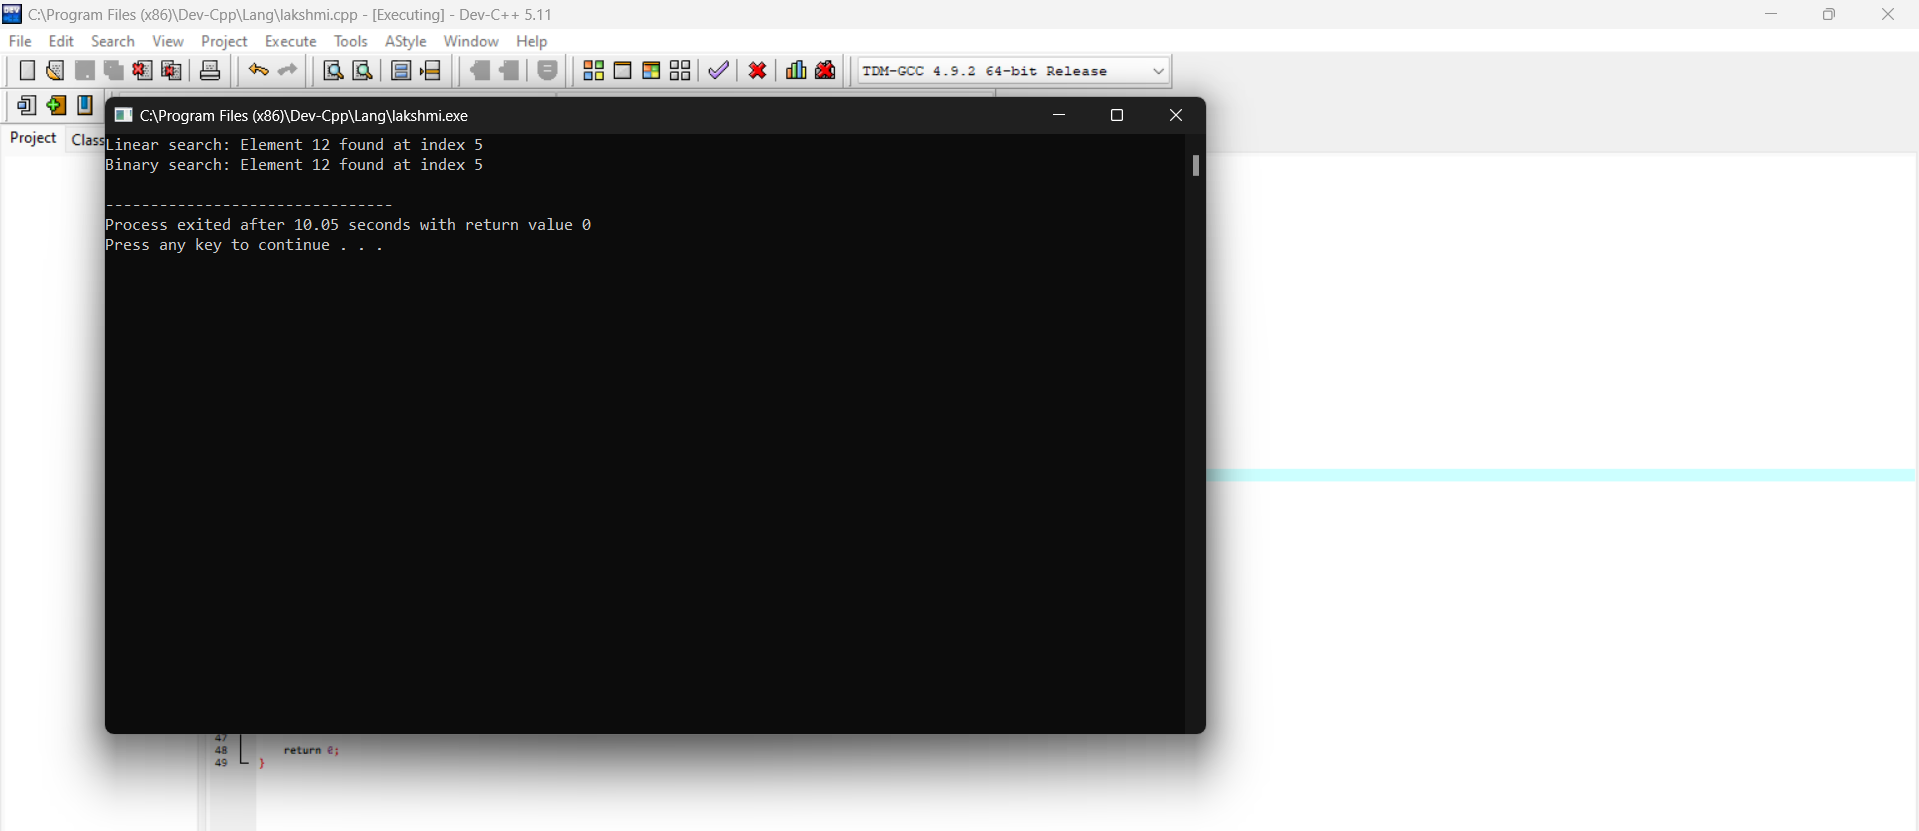 C:\Program Files (x86)\Dev-Cpp\Lang\lakshmi.cpp - [Executing] - Dev-C++ 5.11
File Edit Search View Project Execute Tools AStyle Window Help
TDM-GCC 4.9.2 64-bit Release
C:\Program Files (x86)\Dev-Cpp\Lang\lakshmi.exe
Project Class
Linear search: Element 12 found at index 5
Binary search: Element 12 found at index 5
--------------------------------
Process exited after 10.05 seconds with return value 0
Press any key to continue . . .
47
48 return 0;
49 }